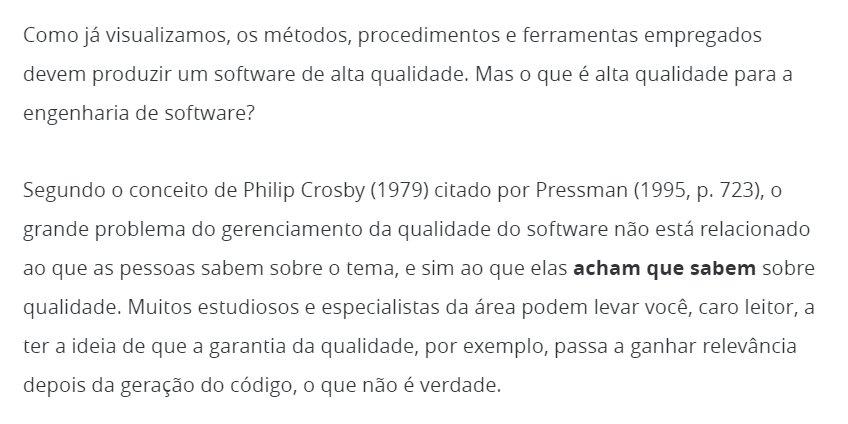 Como já visualizamos, os métodos, procedimentos e ferramentas empregados
devem produzir um software de alta qualidade. Mas o que é alta qualidade para a
engenharia de software?
Segundo o conceito de Philip Crosby (1979) citado por Pressman (1995, p. 723), o
grande problema do gerenciamento da qualidade do software não está relacionado
ao que as pessoas sabem sobre o tema, e sim ao que elas acham que sabem sobre
qualidade. Muitos estudiosos e especialistas da área podem levar você, caro leitor, a
ter a ideia de que a garantia da qualidade, por exemplo, passa a ganhar relevância
depois da geração do código, o que não é verdade.